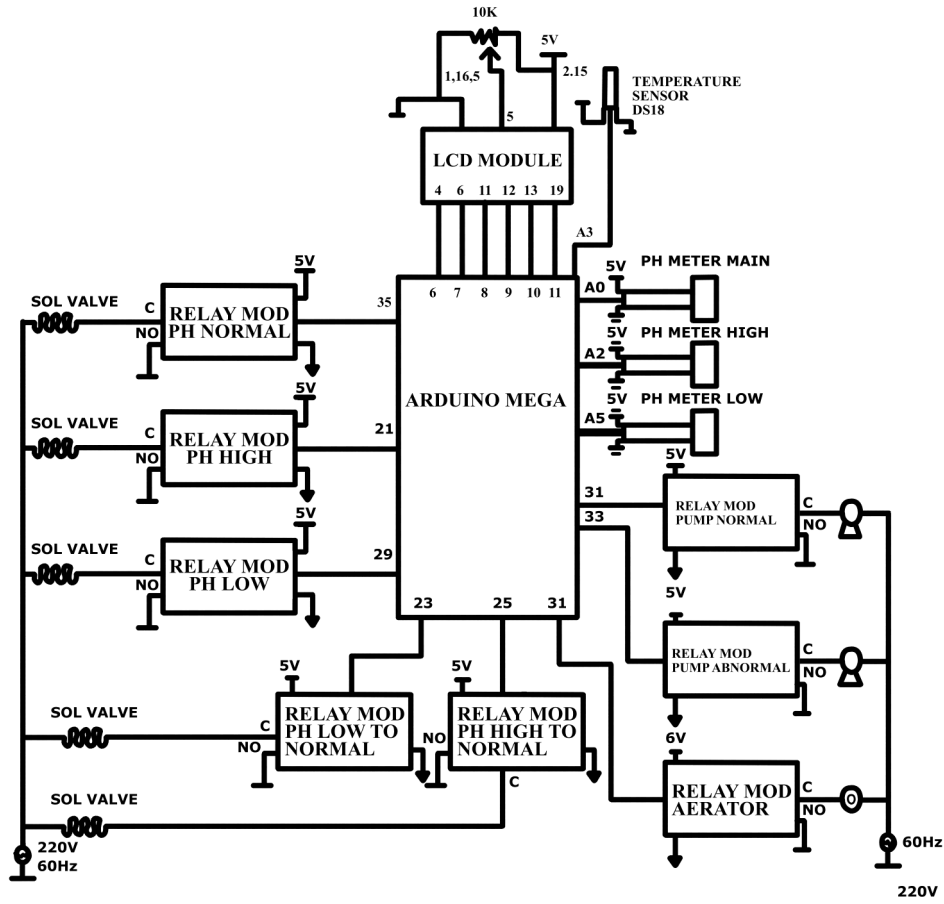 10K
5V
1,16,5
2.15
5
TEMPERATURE
SENSOR
DS18
LCD MODULE
4 6 11 12 13 19
A3
6 7 8 9 10 11
ARDUINO MEGA
35
21
29
23 25 31
A0
A2
A5
31
33
5V
PH METER MAIN
5V
PH METER HIGH
5V
PH METER LOW
SOL VALVE
C
NO
5V
RELAY MOD
PH NORMAL
SOL VALVE
C
NO
5V
RELAY MOD
PH HIGH
SOL VALVE
C
NO
5V
RELAY MOD
PH LOW
SOL VALVE
C
NO
5V
RELAY MOD
PH LOW TO
NORMAL
SOL VALVE
5V
NO
C
RELAY MOD
PH HIGH TO
NORMAL
220V
60Hz
5V
RELAY MOD
PUMP NORMAL
C
NO
5V
RELAY MOD
PUMP ABNORMAL
C
NO
6V
RELAY MOD
AERATOR
C
NO
O
60Hz
220V